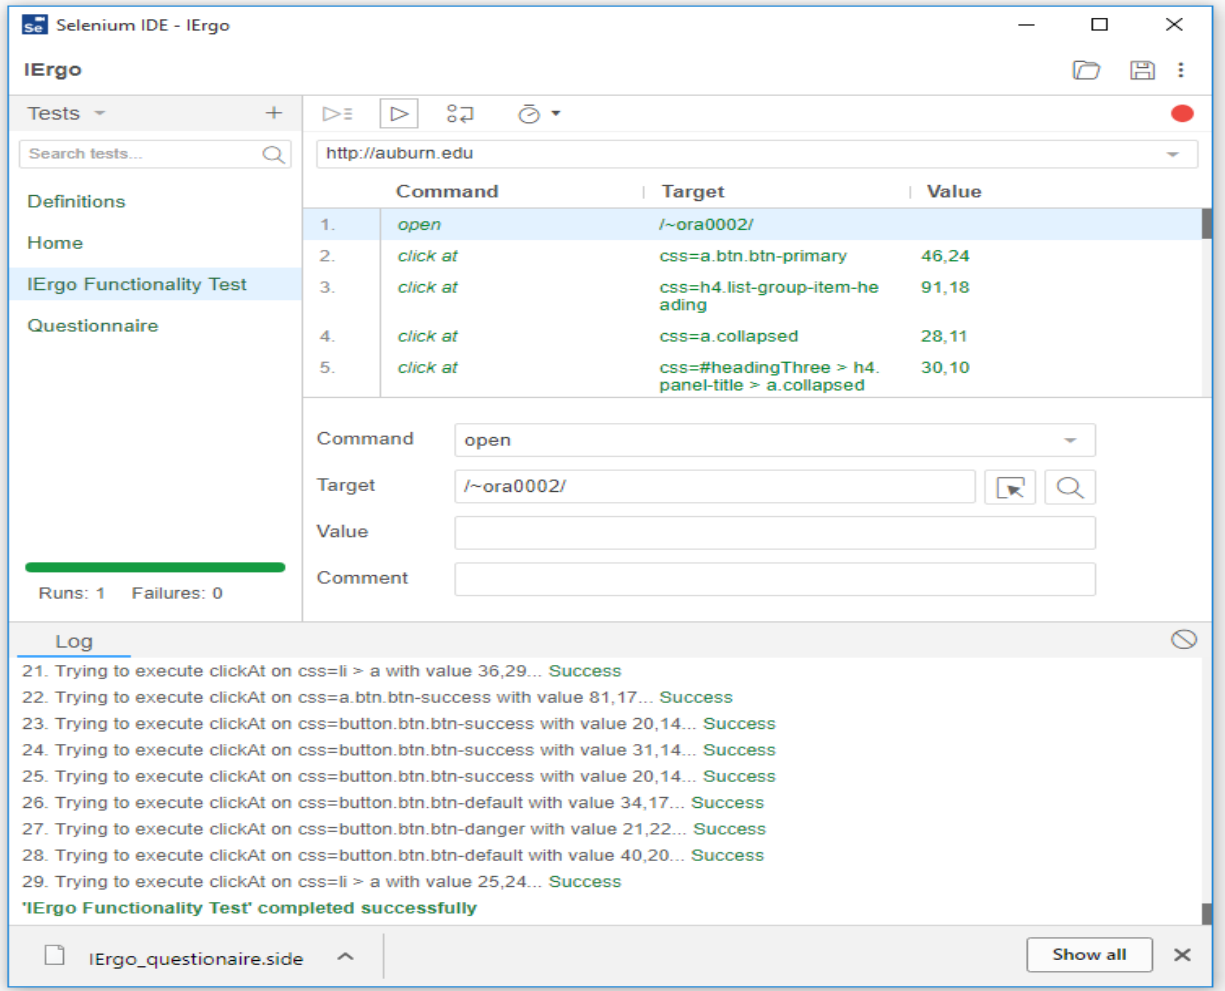 Se Selenium IDE - IErgo
IErgo
Tests
Search tests...
Definitions
Home
IErgo Functionality Test
Questionnaire
Runs: 1 Failures: 0
http://auburn.edu
Command Target Value
1. open /~ora0002/
2. click at css=a.btn.btn-primary 46,24
3. click at css=h4.list-group-item-he 91,18
ading
4. click at css=a.collapsed 28,11
5. click at css=#headingThree > h4. 30,10
panel-title > a.collapsed
Command open
Target /~ora0002/
Value
Comment
Log
21. Trying to execute clickAt on css=li > a with value 36,29... Success
22. Trying to execute clickAt on css=a.btn.btn-success with value 81,17... Success
23. Trying to execute clickAt on css=button.btn.btn-success with value 20,14... Success
24. Trying to execute clickAt on css=button.btn.btn-success with value 31,14... Success
25. Trying to execute clickAt on css=button.btn.btn-success with value 20,14... Success
26. Trying to execute clickAt on css=button.btn.btn-default with value 34,17... Success
27. Trying to execute clickAt on css=button.btn.btn-danger with value 21,22... Success
28. Trying to execute clickAt on css=button.btn.btn-default with value 40,20... Success
29. Trying to execute clickAt on css=li > a with value 25,24... Success
'IErgo Functionality Test' completed successfully
IErgo_questionaire.side
Show all